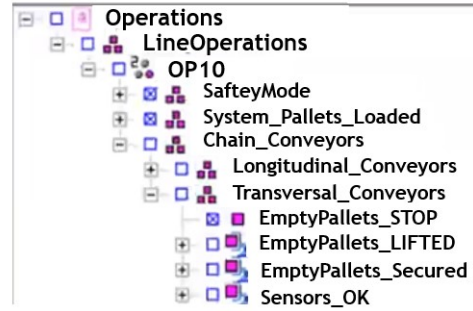 Operations
LineOperations
OP10
SafteyMode
System_Pallets_Loaded
Chain_Conveyors
Longitudinal_Conveyors
Transversal_Conveyors
EmptyPallets_STOP
EmptyPallets_LIFTED
EmptyPallets_Secured
Sensors_OK